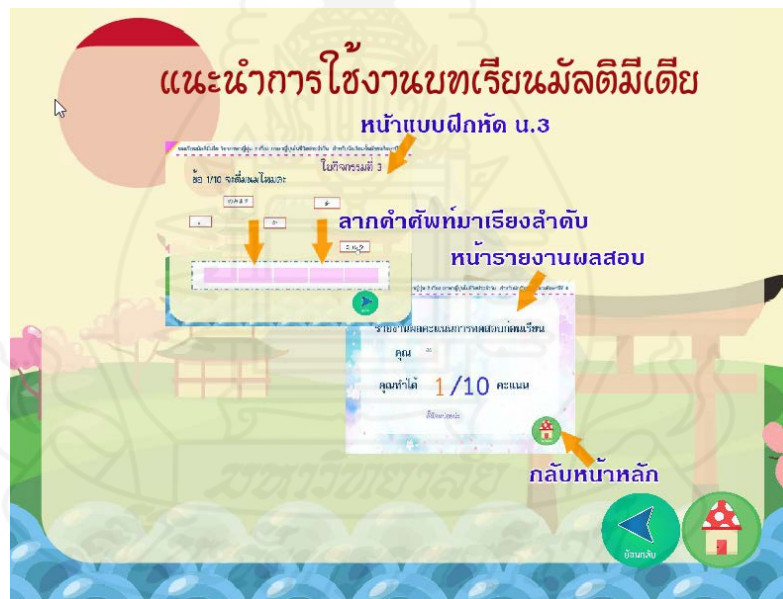 แนะนำการใช้งานบทเรียนมัลติมีเดีย
หน้าแบบฝึกหัด น.3
ใบกิจกรรมที่ 3
ข้อ 1/10
ลากคำศัพท์มาเรียงลำดับ
หน้ารายงานผลสอบ
รายงานผลคะแนนการทดสอบก่อนเรียน
คุณ
คุณทำได้ 1/10 คะแนน
กลับหน้าหลัก
ย้อนกลับ